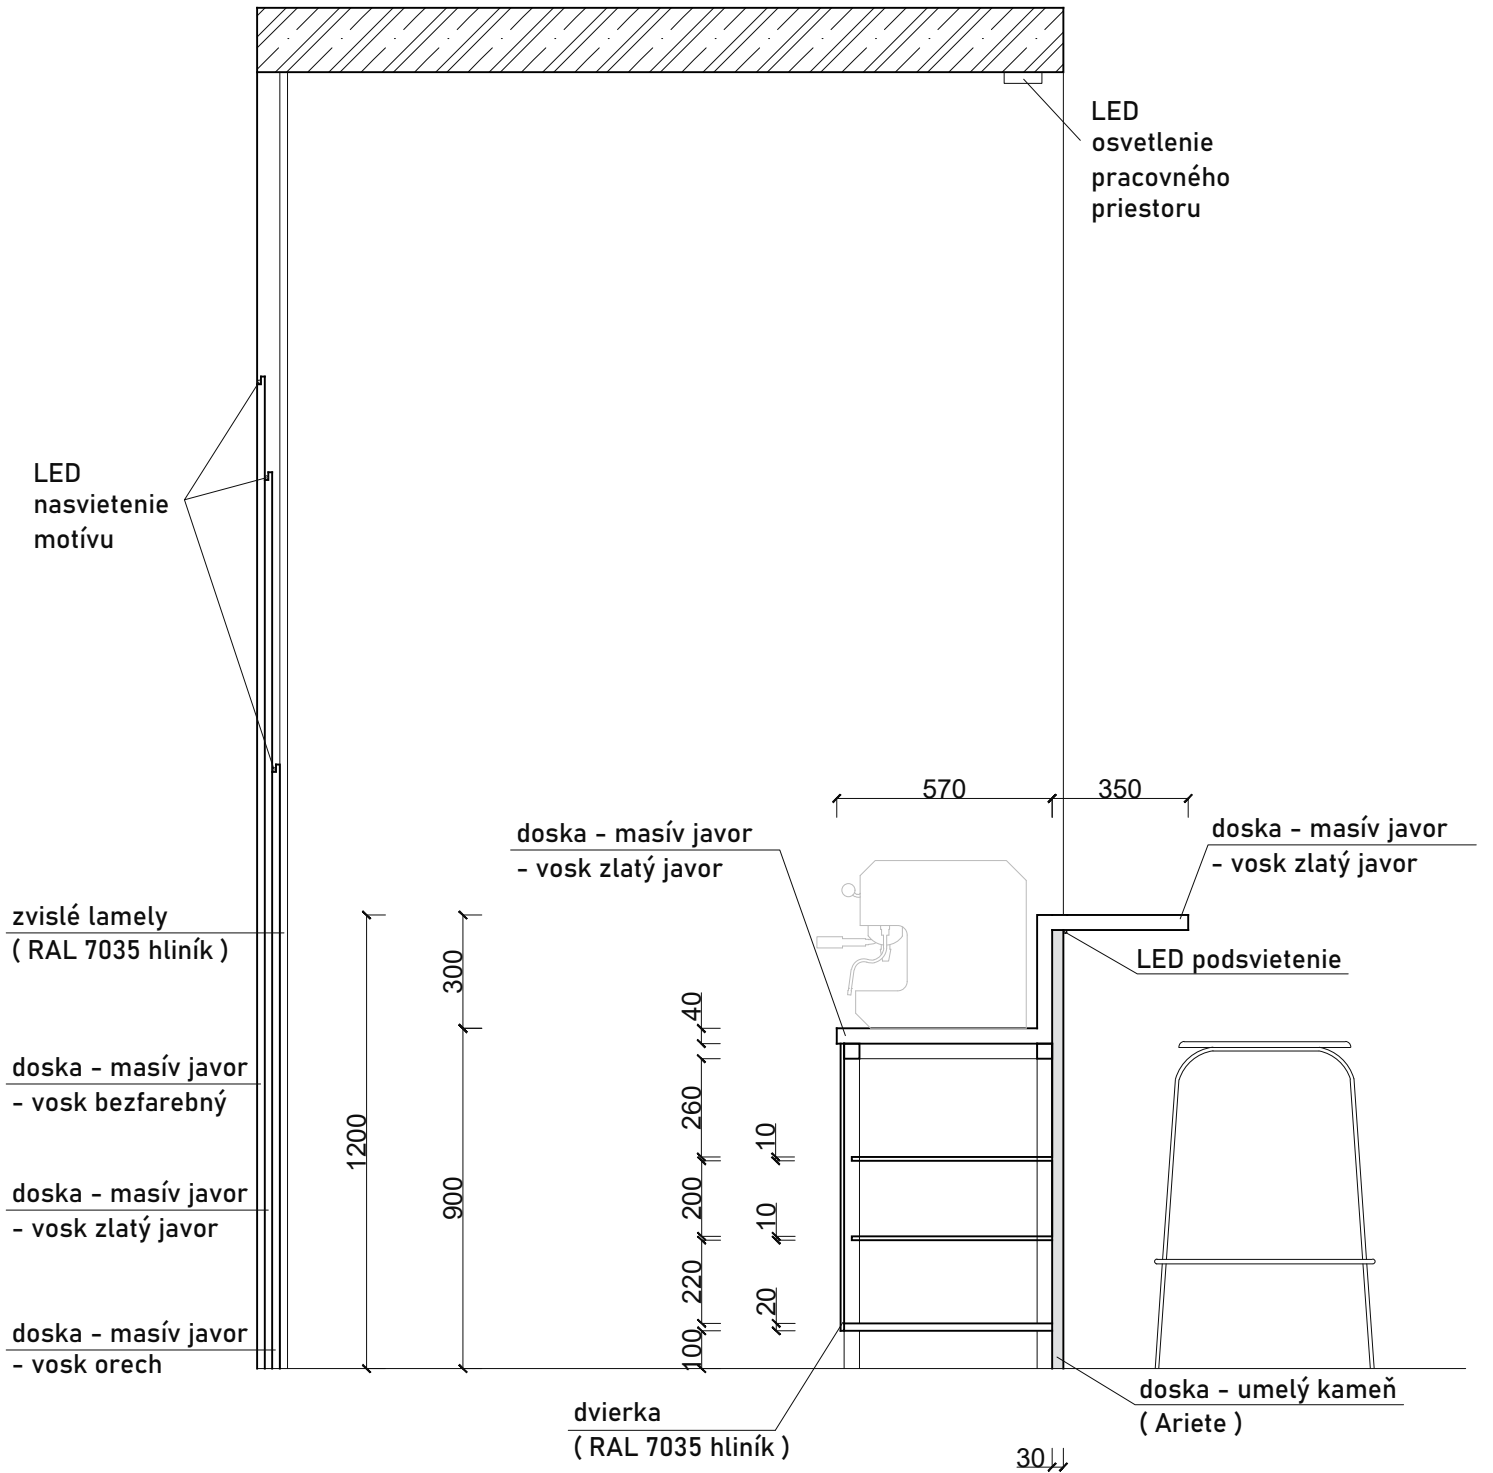 LED
osvetlenie
pracovného
priestoru
LED
nasvietenie
motívu
570
350
doska - masív javor
- vosk zlatý javor
doska - masív javor
- vosk zlatý javor
zvislé lamely
( RAL 7035 hliník )
LED podsvietenie
300
40
doska - masív javor
- vosk bezfarebný
1200
900
260
10
200
10
220
20
100
doska - masív javor
- vosk zlatý javor
doska - masív javor
- vosk orech
doska - umelý kameň
( Ariete )
dvierka
( RAL 7035 hliník )
30